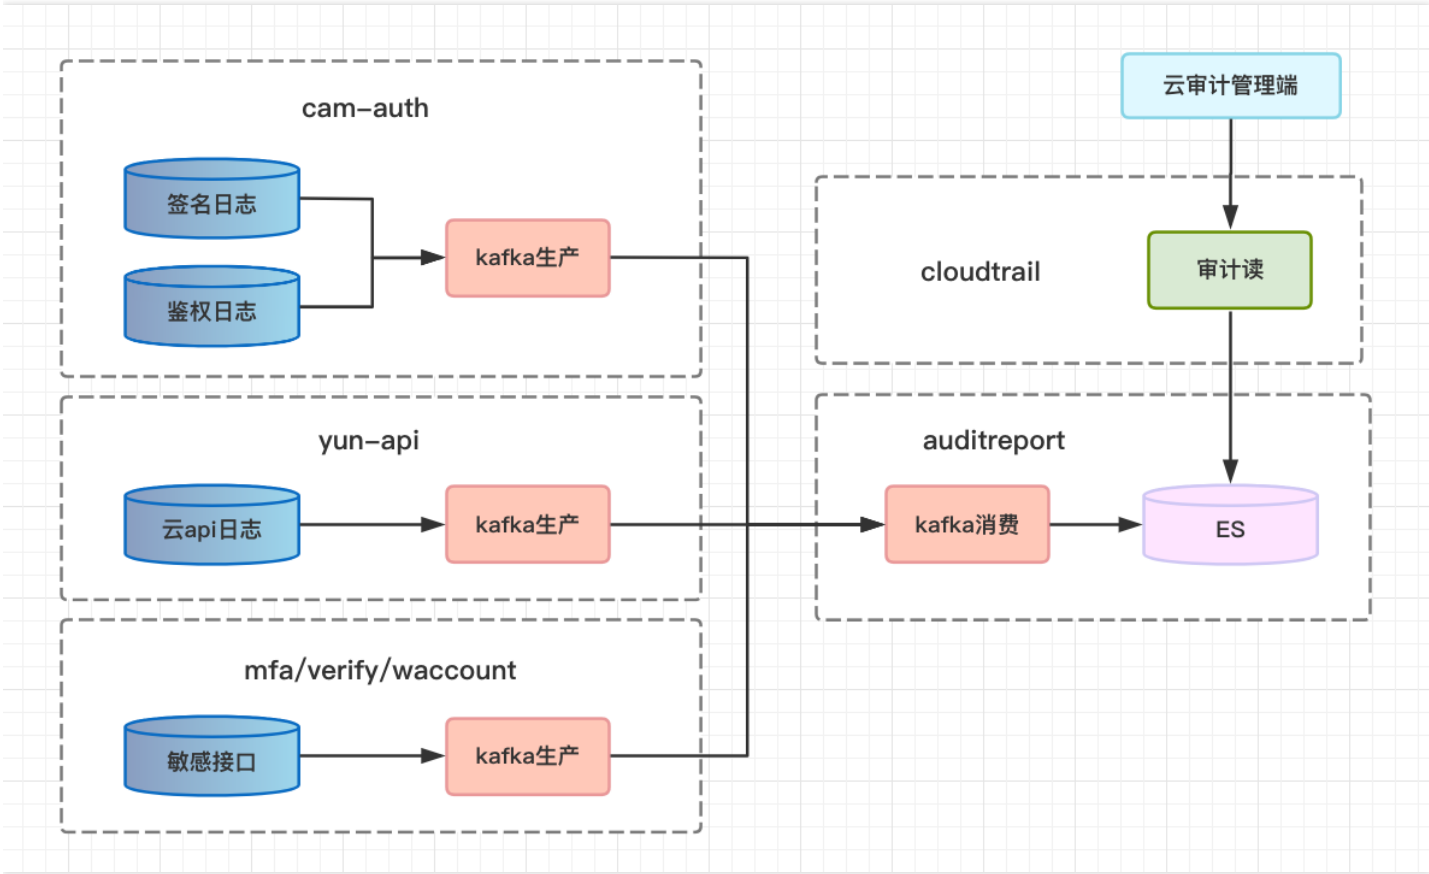 cam-auth
签名日志
鉴权日志
kafka生产
yun-api
云api日志
kafka生产
mfa/verify/waccount
敏感接口
kafka生产
云审计管理端
cloudtrail
审计读
auditreport
kafka消费
ES